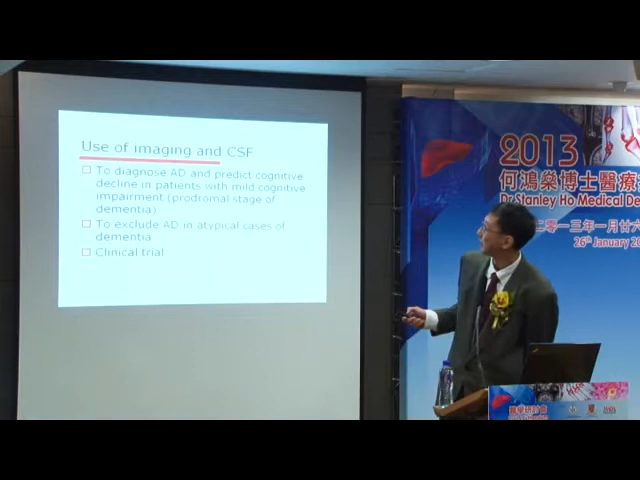 Use of imaging and CSF
To diagnose AD and predict cognitive
decline in patients with mild cognitive
impairment (prodromal stage of
dementia)
To exclude AD in atypical cases of
dementia
Clinical trial
2013
何鴻燊博士醫療
Dr Stanley Ho Medical De
二零一三年一月廿六
26th January 20